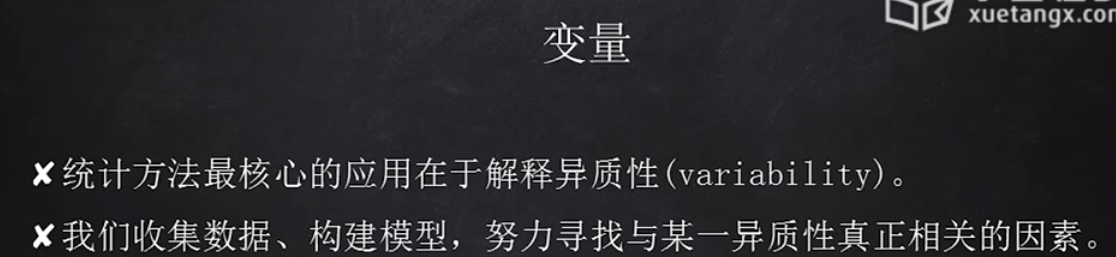 xuetangx.com
变量
✘统计方法最核心的应用在于解释异质性(variability)。
✘我们收集数据、构建模型，努力寻找与某一异质性真正相关的因素。